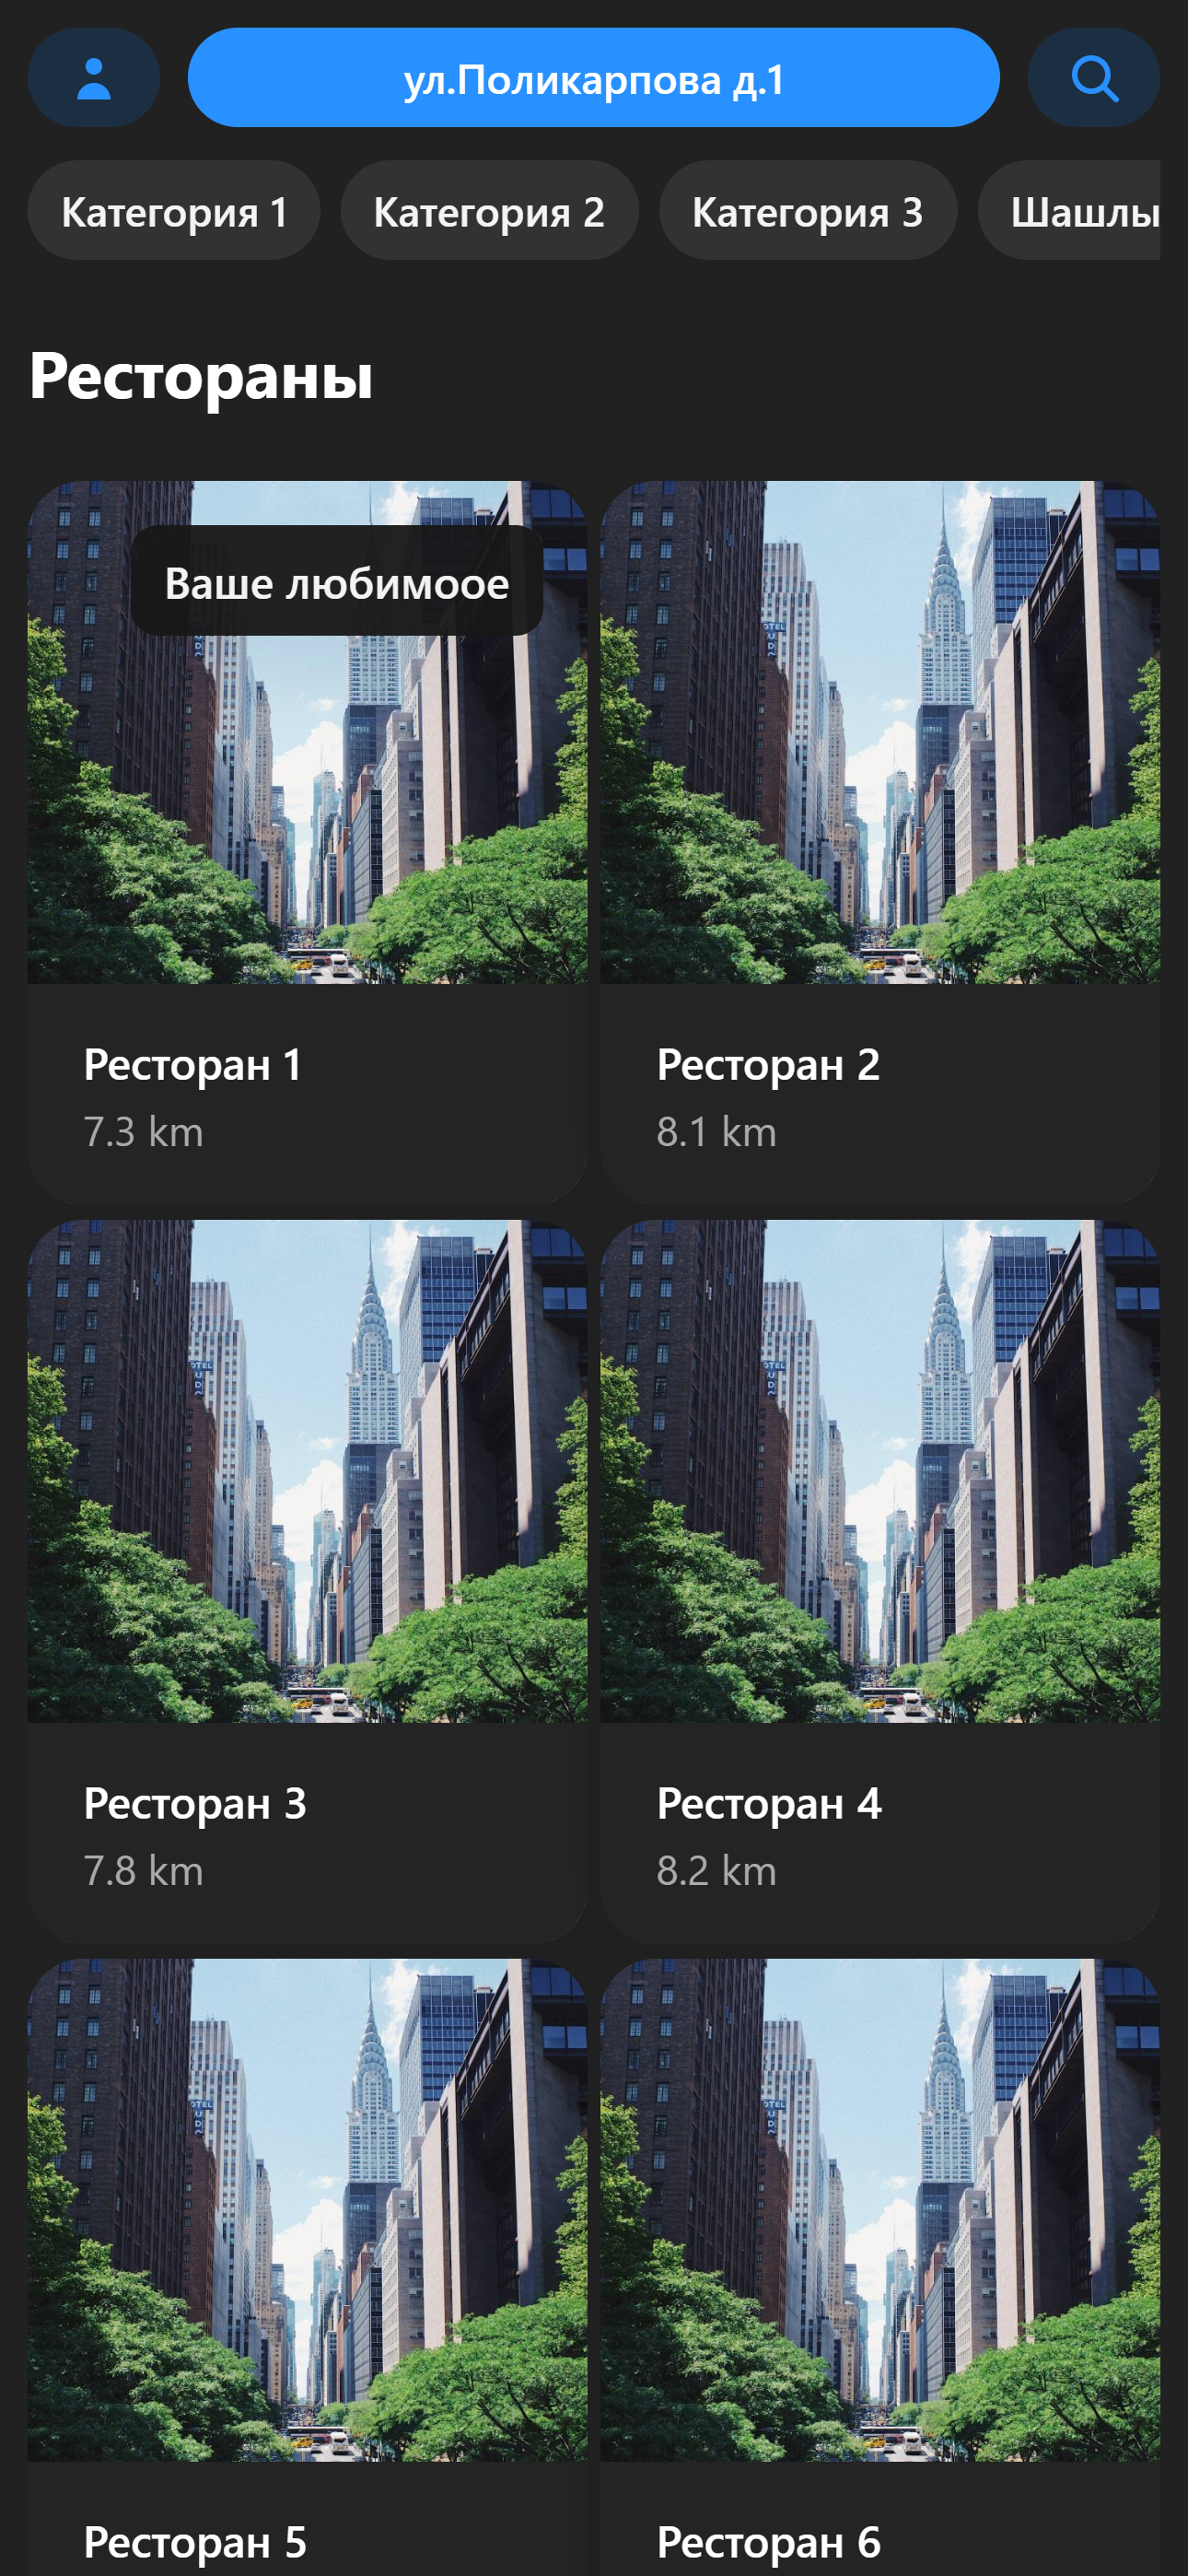 ул.Поликарпова д.1
Категория 1 Категория 2 Категория 3 Шашлы
Рестораны
Ваше любимоое
Ресторан 1 Ресторан 2
7.3 km 8.1 km
Ресторан 3 Ресторан 4
7.8 km 8.2 km
Ресторан 5 Ресторан 6